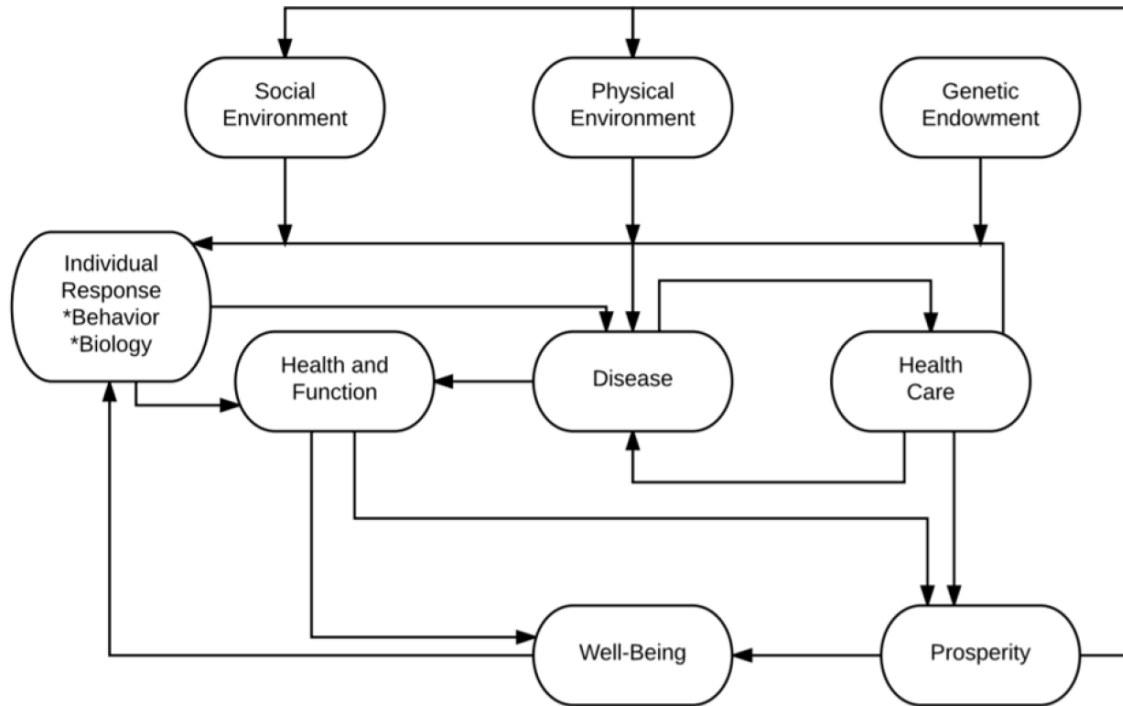 Social
Environment
Physical
Environment
Genetic
Endowment
Individual
Response
*Behavior
*Biology
Health and
Function
Disease
Health
Care
Well-Being
Prosperity